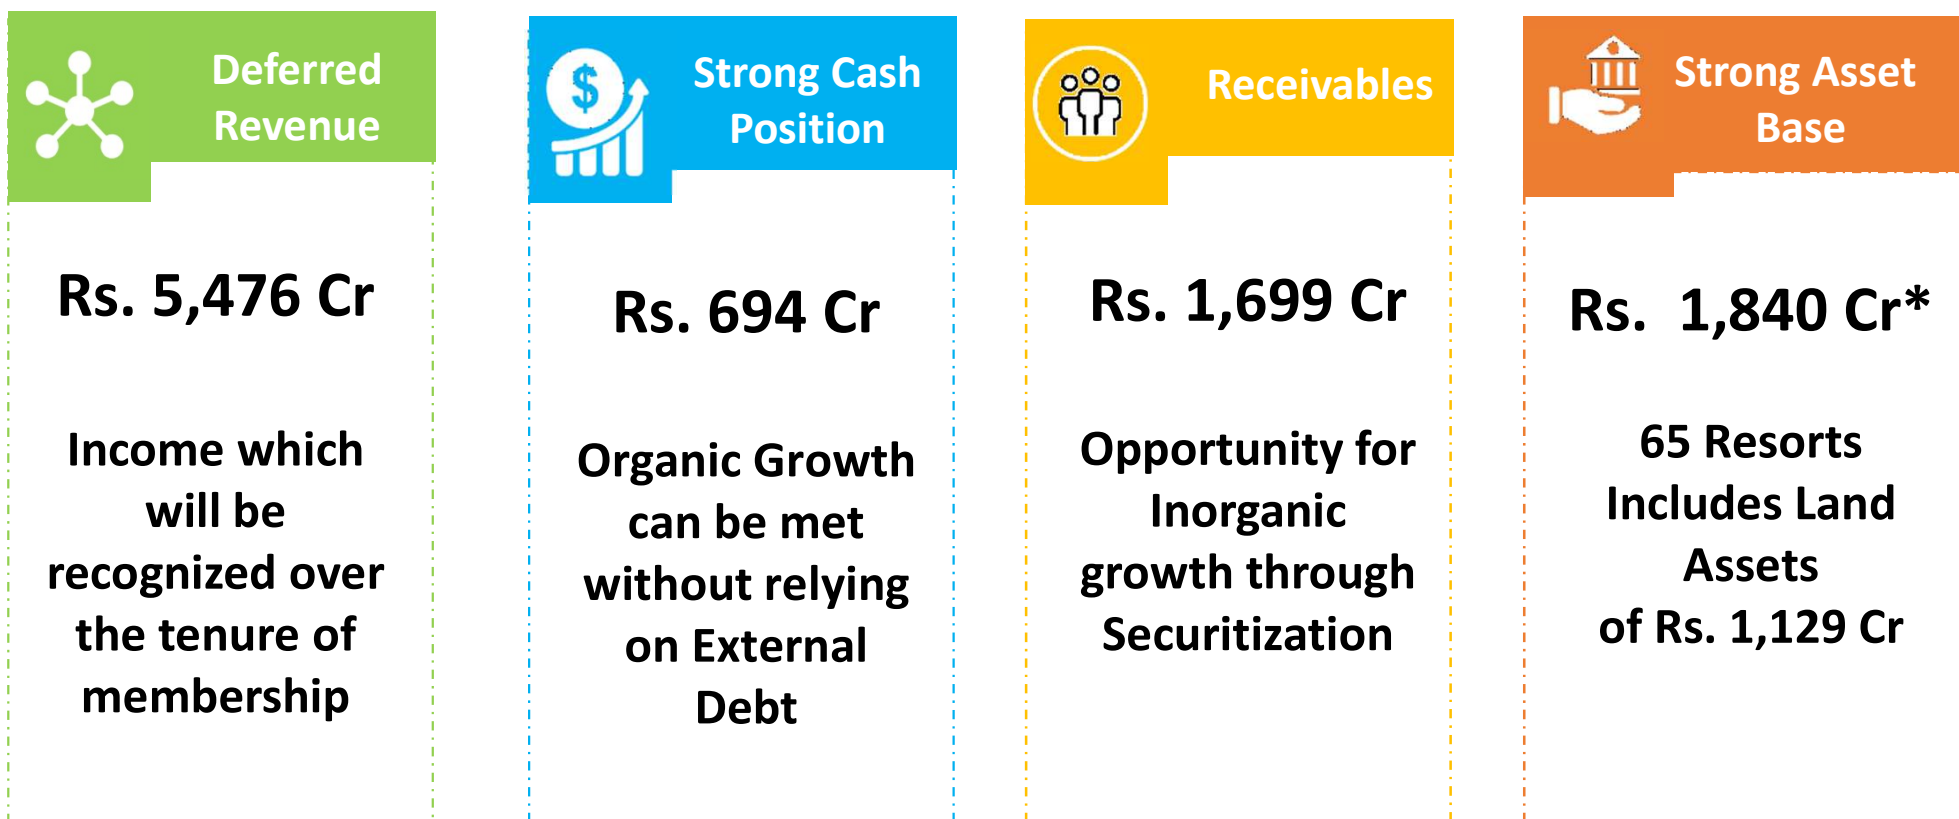 Deferred
Revenue
Rs. 5,476 Cr
Income which
will be
recognized over
the tenure of
membership
$
Strong Cash
Position
Rs. 694 Cr
Organic Growth
can be met
without relying
on External
Debt
Receivables
Rs. 1,699 Cr
Opportunity for
Inorganic
growth through
Securitization
Strong Asset
Base
Rs.  1,840 Cr*
65 Resorts
Includes Land
Assets
of Rs. 1,129 Cr